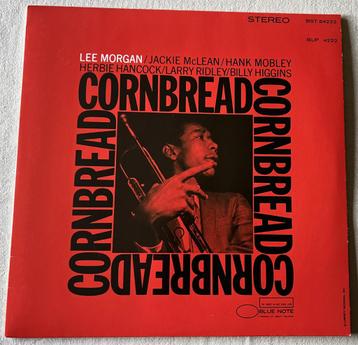 STEREO
BST 84222
BLP 4222
LEE MORGAN/JACKIE McLEAN/HANK MOBLEY
HERBIE HANCOCK/LARRY RIDLEY/BILLY HIGGINS
CORNBREAD
CORNBREAD
CORNBREAD
CORNBREAD
BLUE NOTE